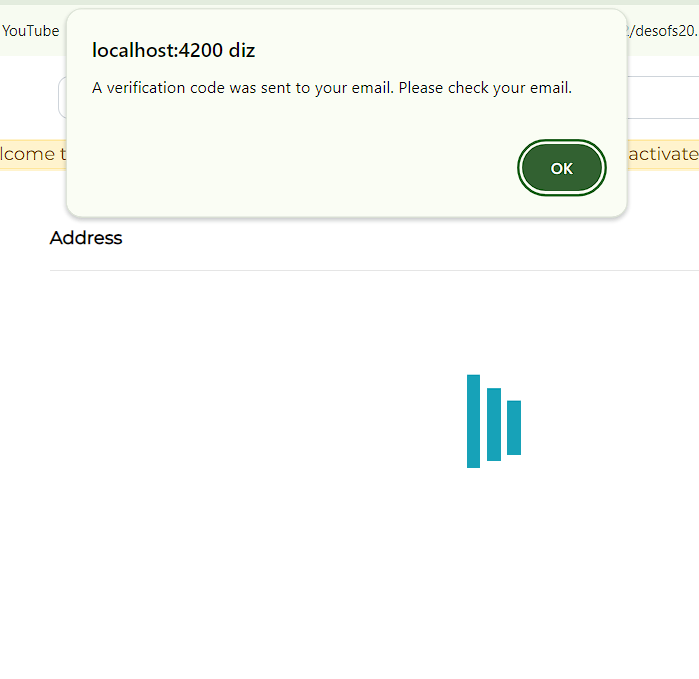 YouTube
/desofs20.
localhost:4200 diz
A verification code was sent to your email. Please check your email.
OK
lcome t
activate
Address